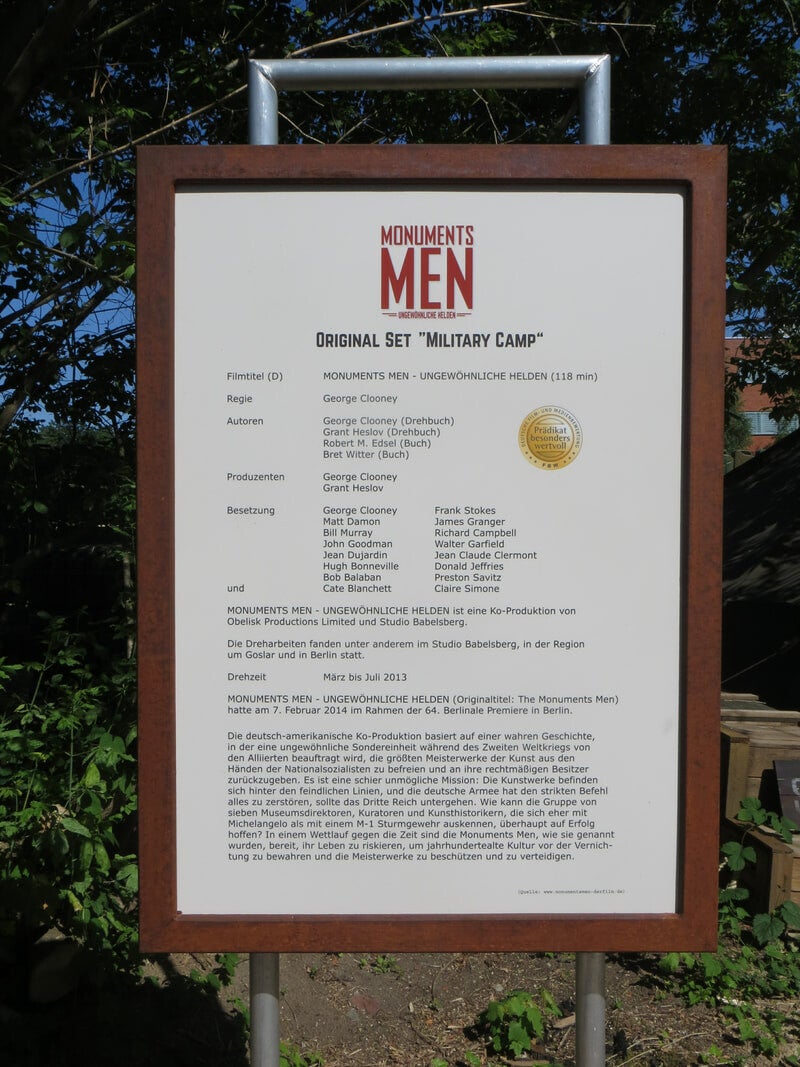 MONUMENTS
MEN
UNGEWÖHNLICHE HELDEN
ORIGINAL SET "MILITARY CAMP“
Filmtitel (D) MONUMENTS MEN - UNGEWÖHNLICHE HELDEN (118 min)
Regie George Clooney
Autoren George Clooney (Drehbuch)
Grant Heslov (Drehbuch)
Robert M. Edsel (Buch)
Bret Witter (Buch)
DEUTSCHE FILM- UND MEDIENBEWERTUNG
Prädikat
besonders
wertvoll
FBW
Produzenten George Clooney
Grant Heslov
Besetzung George Clooney Frank Stokes
Matt Damon James Granger
Bill Murray Richard Campbell
John Goodman Walter Garfield
Jean Dujardin Jean Claude Clermont
Hugh Bonneville Donald Jeffries
Bob Balaban Preston Savitz
und Cate Blanchett Claire Simone
MONUMENTS MEN - UNGEWÖHNLICHE HELDEN ist eine Ko-Produktion von
Obelisk Productions Limited und Studio Babelsberg.
Die Dreharbeiten fanden unter anderem im Studio Babelsberg, in der Region
um Goslar und in Berlin statt.
Drehzeit März bis Juli 2013
MONUMENTS MEN - UNGEWÖHNLICHE HELDEN (Originaltitel: The Monuments Men)
hatte am 7. Februar 2014 im Rahmen der 64. Berlinale Premiere in Berlin.
Die deutsch-amerikanische Ko-Produktion basiert auf einer wahren Geschichte,
in der eine ungewöhnliche Sondereinheit während des Zweiten Weltkriegs von
den Alliierten beauftragt wird, die größten Meisterwerke der Kunst aus den
Händen der Nationalsozialisten zu befreien und an ihre rechtmäßigen Besitzer
zurückzugeben. Es ist eine schier unmögliche Mission: Die Kunstwerke befinden
sich hinter den feindlichen Linien, und die deutsche Armee hat den strikten Befehl
alles zu zerstören, sollte das Dritte Reich untergehen. Wie kann die Gruppe von
sieben Museumsdirektoren, Kuratoren und Kunsthistorikern, die sich eher mit
Michelangelo als mit einem M-1 Sturmgewehr auskennen, überhaupt auf Erfolg
hoffen? In einem Wettlauf gegen die Zeit sind die Monuments Men, wie sie genannt
wurden, bereit, ihr Leben zu riskieren, um jahrhundertealte Kultur vor der Vernich-
tung zu bewahren und die Meisterwerke zu beschützen und zu verteidigen.
(Quelle: www.monumentsmen-derfilm.de)